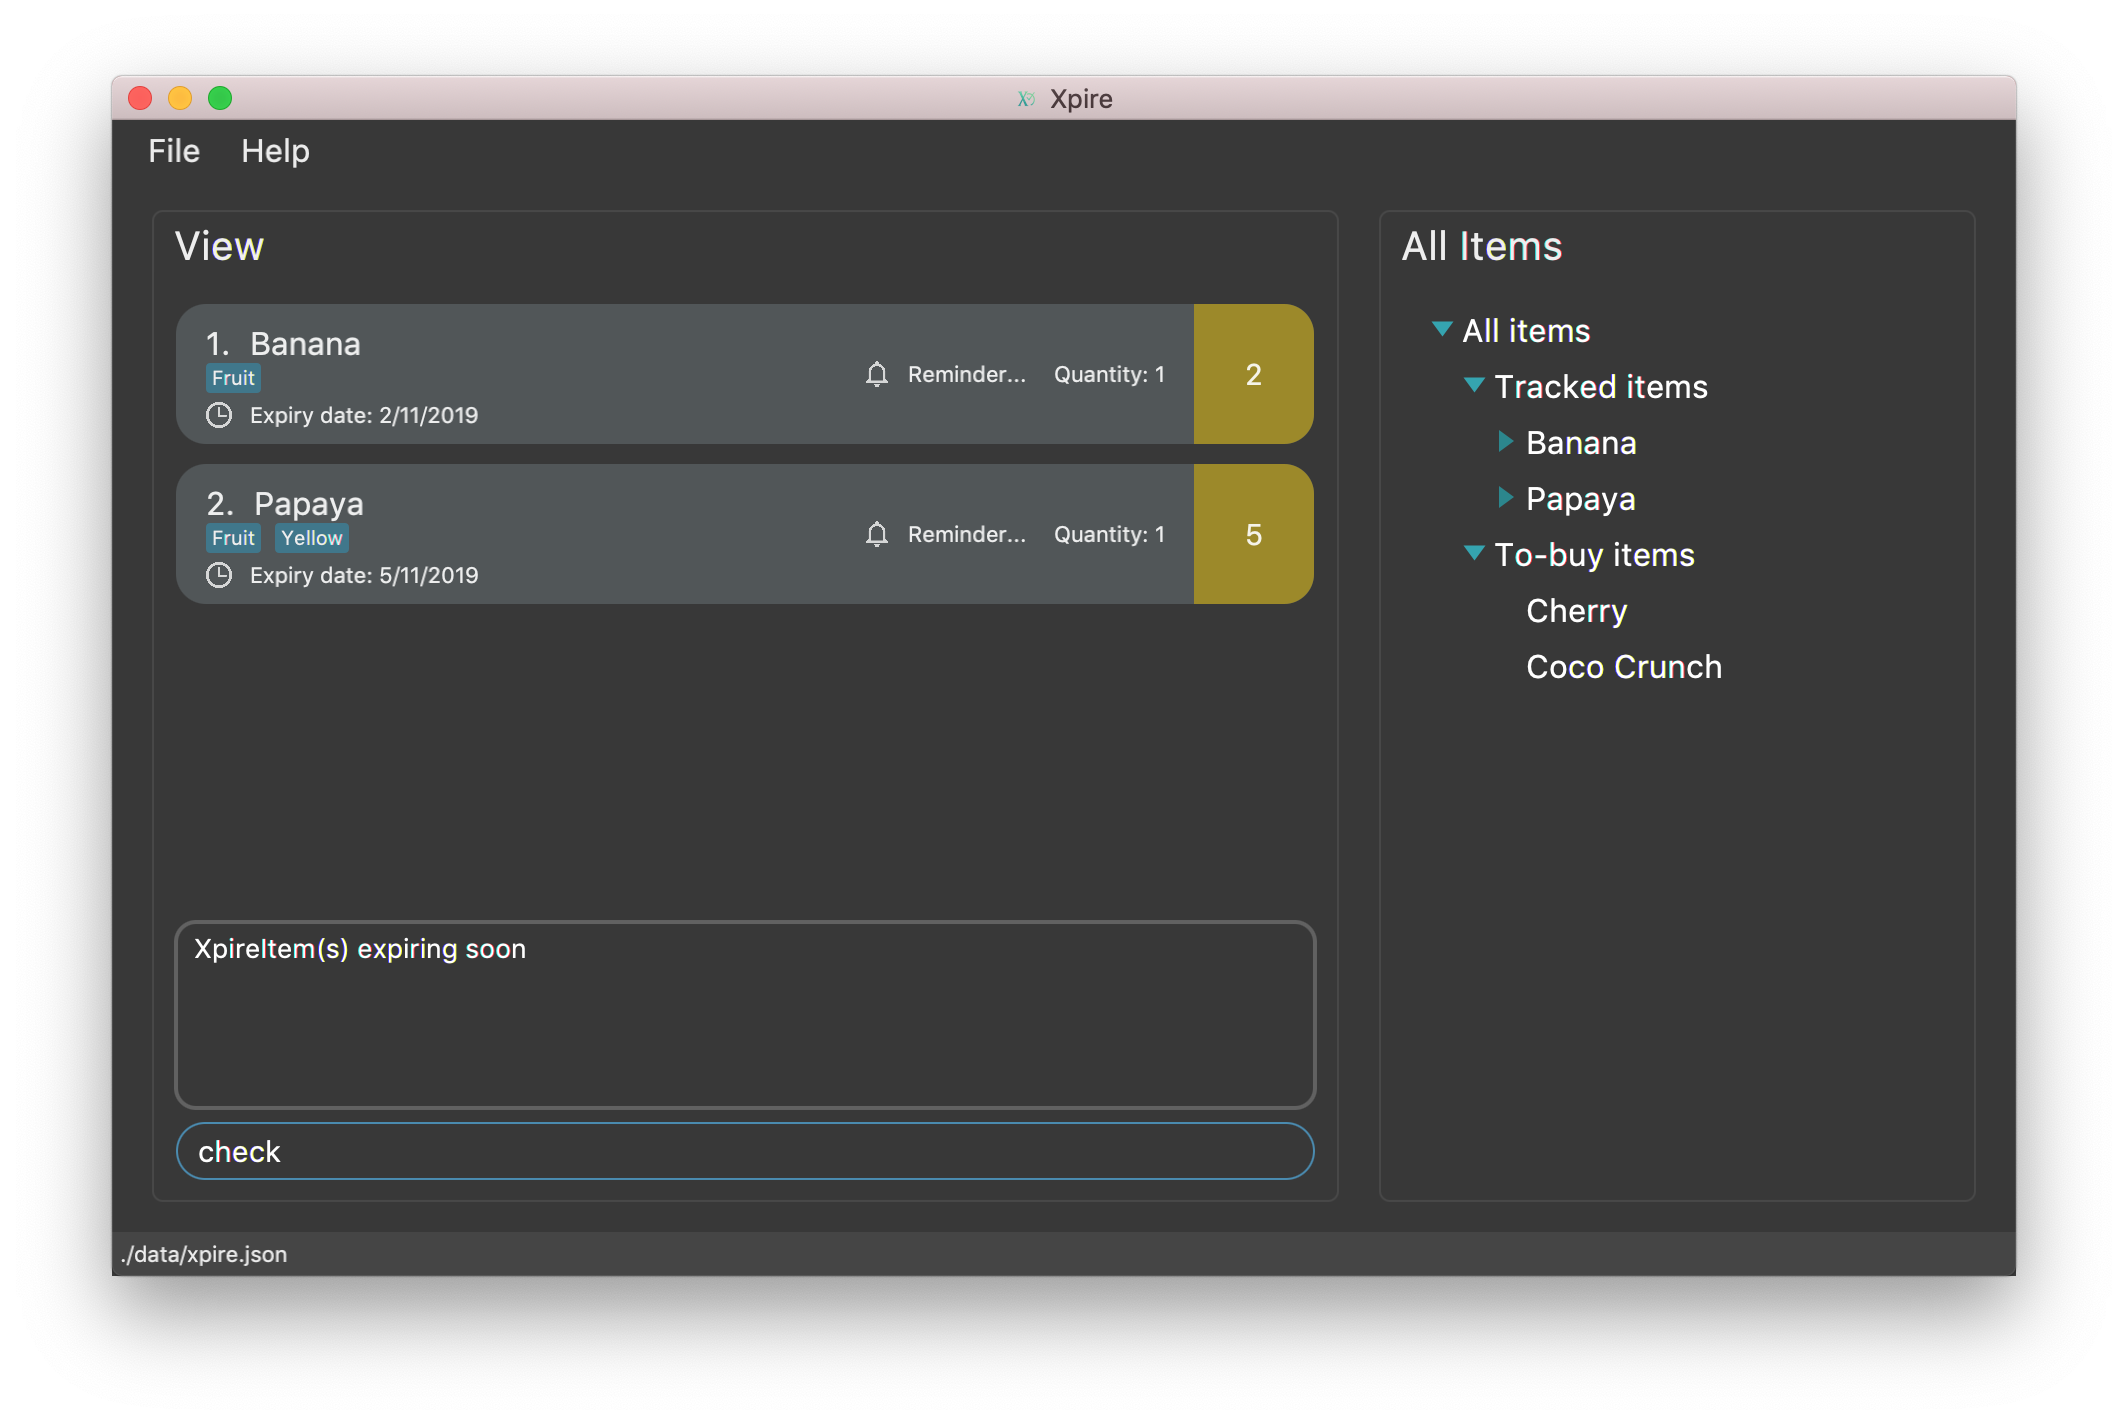 Xpire
File Help
View
1. Banana
Fruit
Expiry date: 2/11/2019
Reminder... Quantity: 1
2
2. Papaya
Fruit Yellow
Expiry date: 5/11/2019
Reminder... Quantity: 1
5
XpireItem(s) expiring soon
check
All Items
All items
Tracked items
Banana
Papaya
To-buy items
Cherry
Coco Crunch
./data/xpire.json